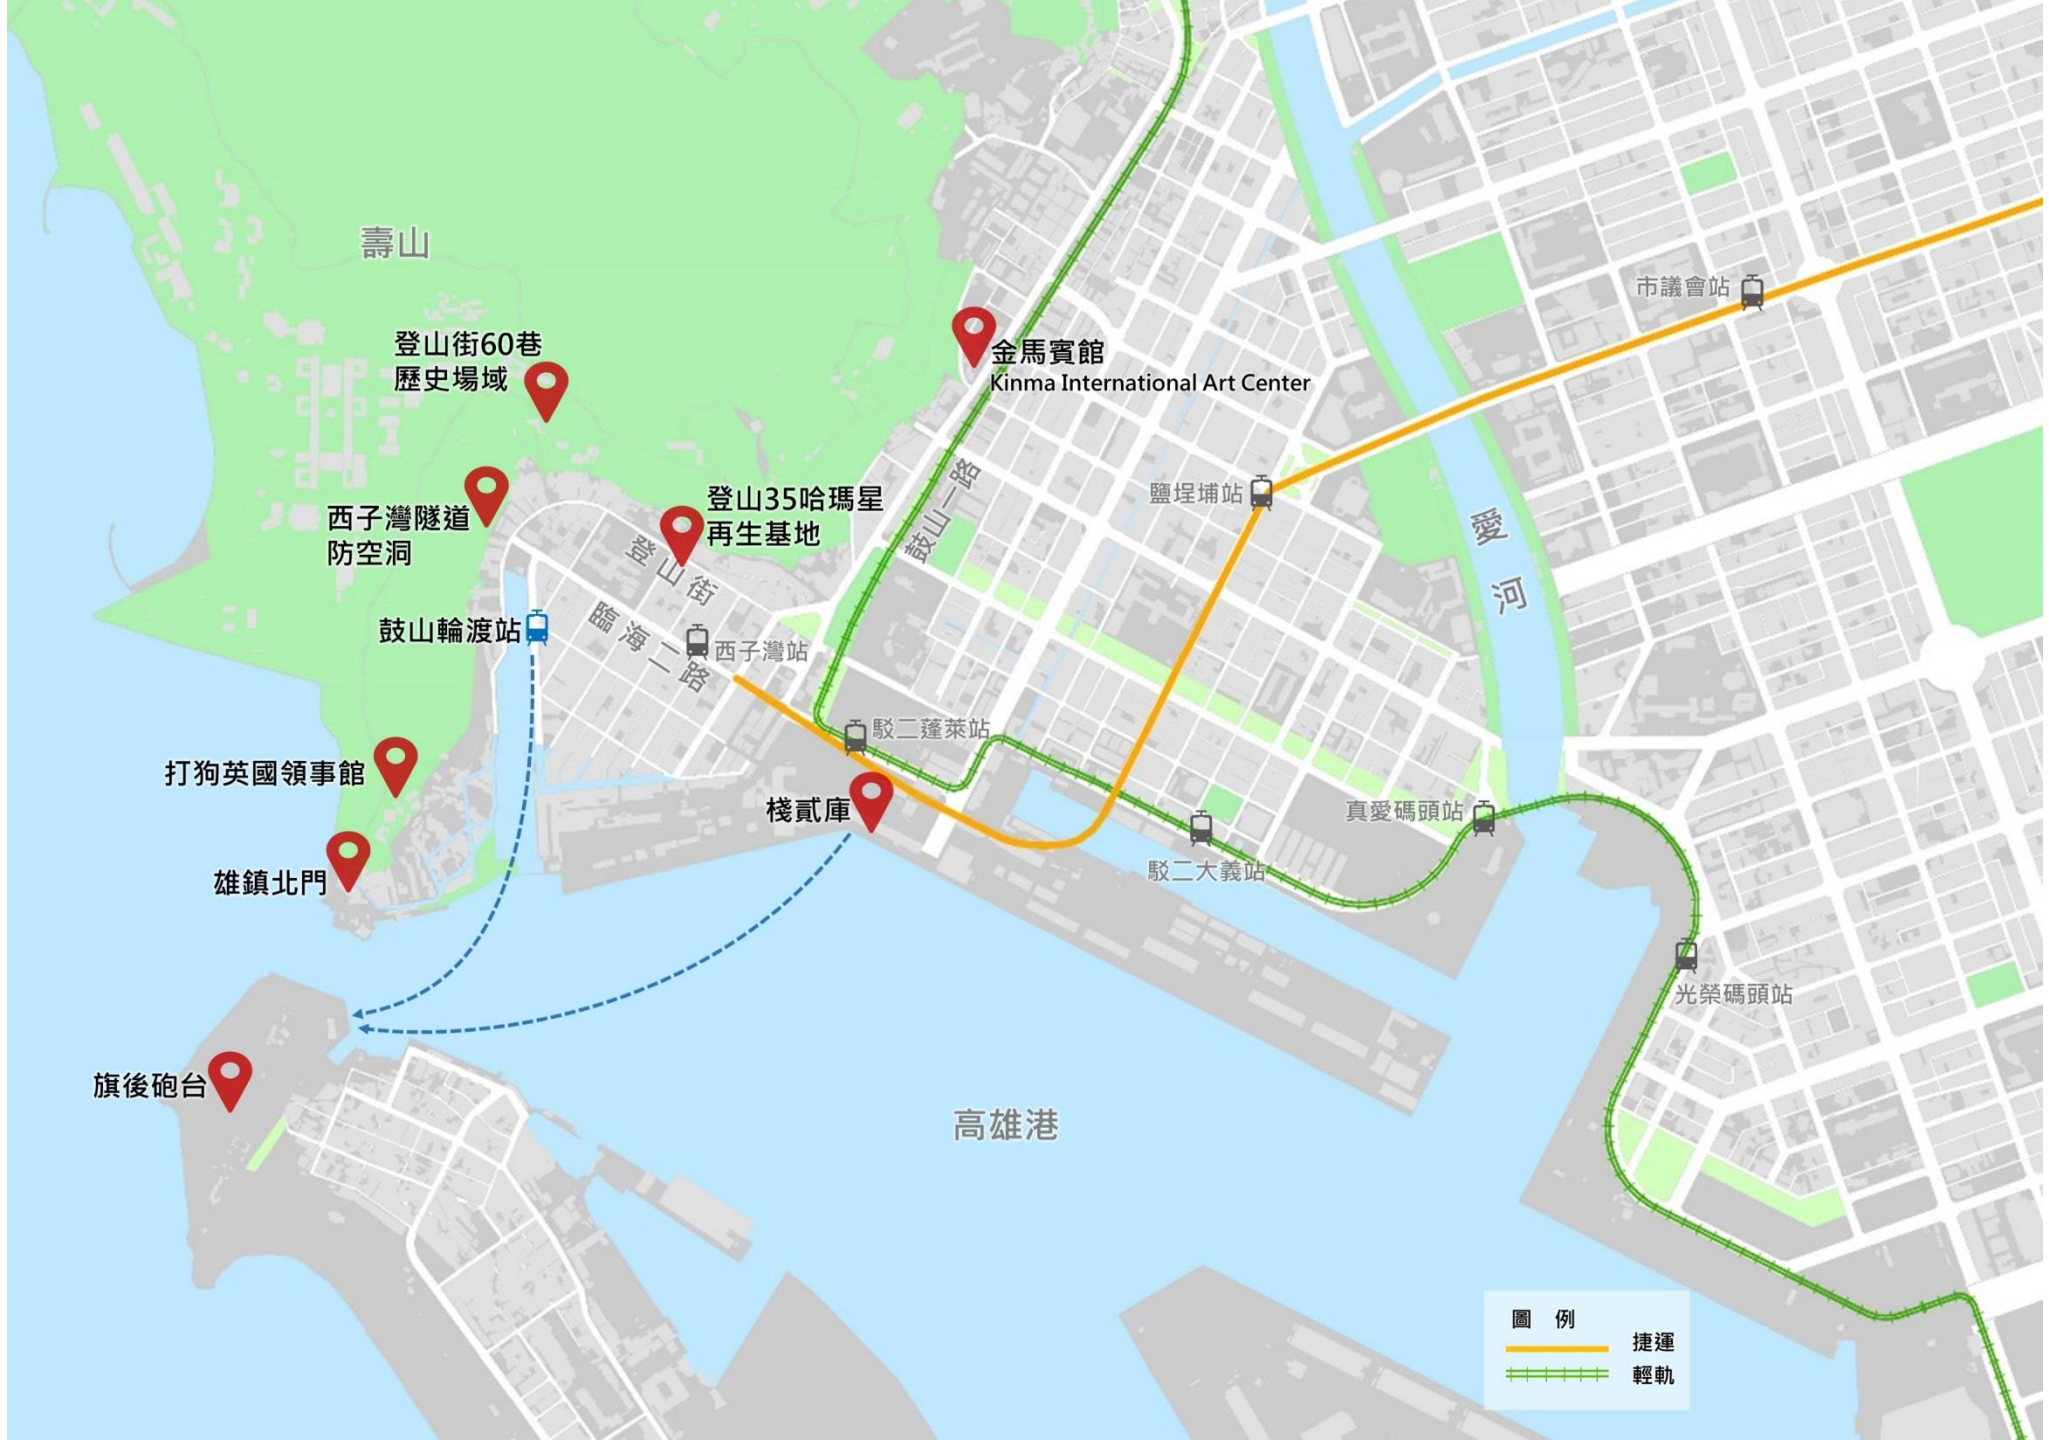 壽山
市議會站
登山街60巷
歷史場域
金馬賓館
Kinma International Art Center
鼓山一路
鹽埕埔站
愛河
西子灣隧道
防空洞
登山35哈瑪星
再生基地
登山街
臨海二路
鼓山輪渡站
西子灣站
駁二蓬萊站
打狗英國領事館
棧貳庫
真愛碼頭站
駁二大義站
雄鎮北門
光榮碼頭站
旗後砲台
高雄港
圖 例
捷運
輕軌